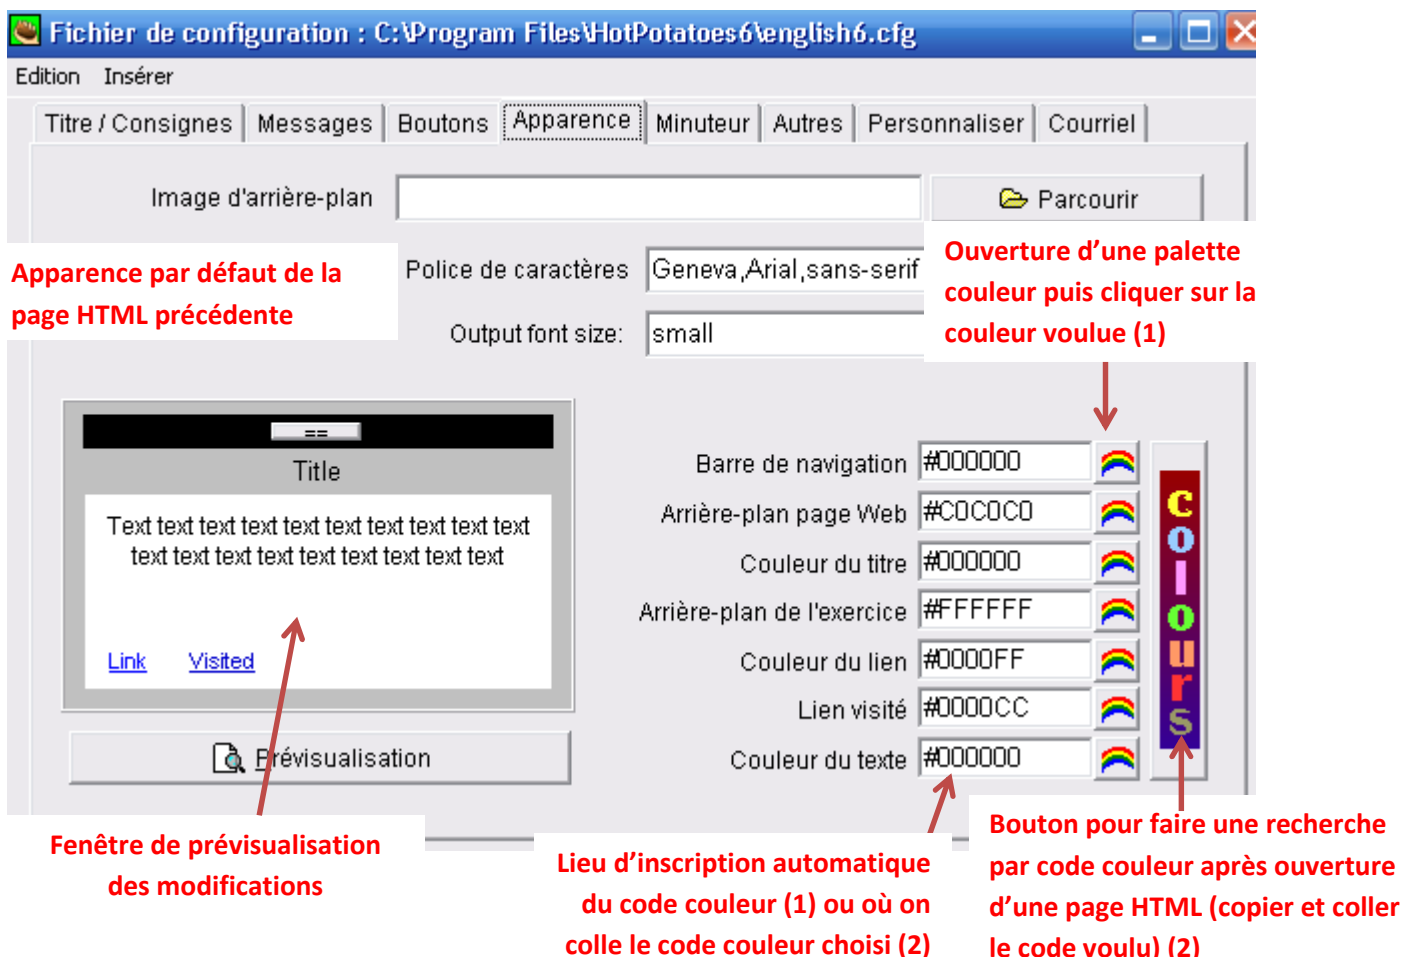 Fichier de configuration : C:\Program Files\HotPotatoes6\english6.cfg
Edition Insérer
Titre / Consignes Messages Boutons Apparence Minuteur Autres Personnaliser Courriel
Image d'arrière-plan Parcourir
Apparence par défaut de la
page HTML précédente
Police de caractères Geneva,Arial,sans-serif
Output font size: small
Ouverture d’une palette
couleur puis cliquer sur la
couleur voulue (1)
==
Title
Text text text text text text text text text text
text text text text text text text text text
Link Visited
Prévisualisation
Barre de navigation #000000
Arrière-plan page Web #C0C0C0
Couleur du titre #000000
Arrière-plan de l'exercice #FFFFFF
Couleur du lien #0000FF
Lien visité #0000CC
Couleur du texte #000000
Colours
Fenêtre de prévisualisation
des modifications
Lieu d’inscription automatique
du code couleur (1) ou où on
colle le code couleur choisi (2)
Bouton pour faire une recherche
par code couleur après ouverture
d’une page HTML (copier et coller
le code voulu) (2)